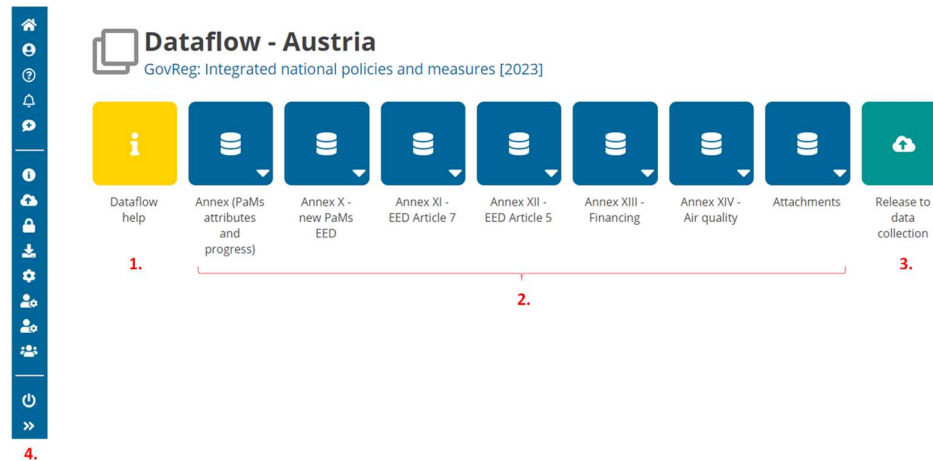 Dataflow - Austria
GovReg: Integrated national policies and measures [2023]
Dataflow
help
Annex (PaMs
attributes
and
progress)
Annex X -
new PaMs
EED
Annex XI -
EED Article 7
Annex XII -
EED Article 5
Annex XIII -
Financing
Annex XIV -
Air quality
Attachments
Release to
data
collection
1.
2.
3.
4.